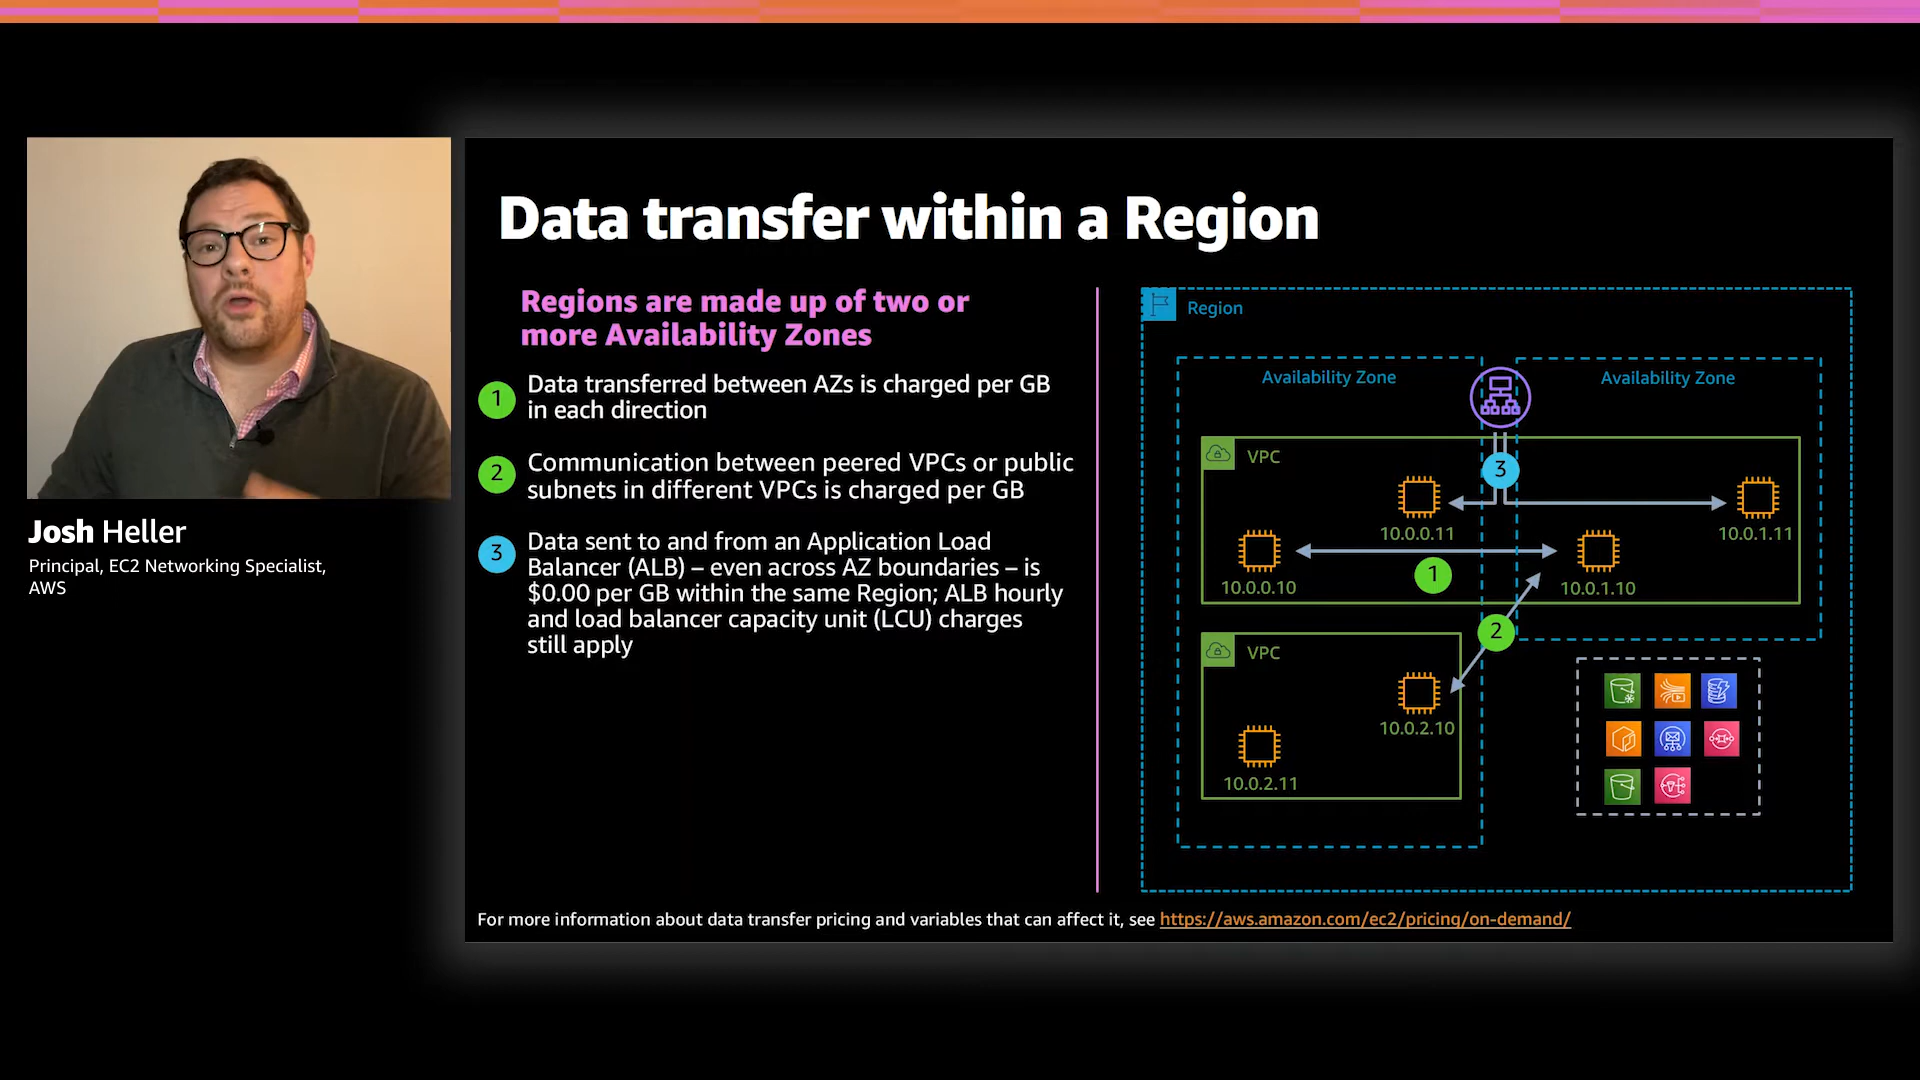 Josh Heller
Principal, EC2 Networking Specialist,
AWS
Data transfer within a Region
Regions are made up of two or
more Availability Zones
1 Data transferred between AZs is charged per GB
in each direction
2 Communication between peered VPCs or public
subnets in different VPCs is charged per GB
3 Data sent to and from an Application Load
Balancer (ALB) – even across AZ boundaries – is
$0.00 per GB within the same Region; ALB hourly
and load balancer capacity unit (LCU) charges
still apply
Region
Availability Zone
Availability Zone
VPC
3
10.0.0.11
10.0.1.11
1
10.0.0.10
10.0.1.10
2
VPC
10.0.2.10
10.0.2.11
For more information about data transfer pricing and variables that can affect it, see https://aws.amazon.com/ec2/pricing/on-demand/